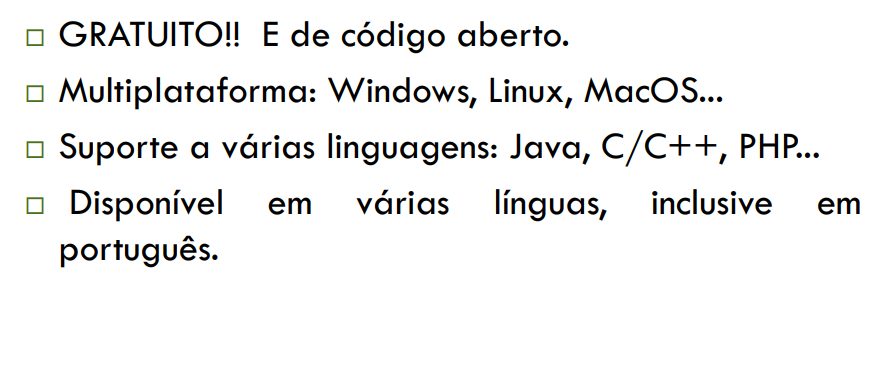 □ GRATUITO!! E de código aberto.
□ Multiplataforma: Windows, Linux, MacOS...
□ Suporte a várias linguagens: Java, C/C++, PHP...
□ Disponível em várias línguas, inclusive em
português.